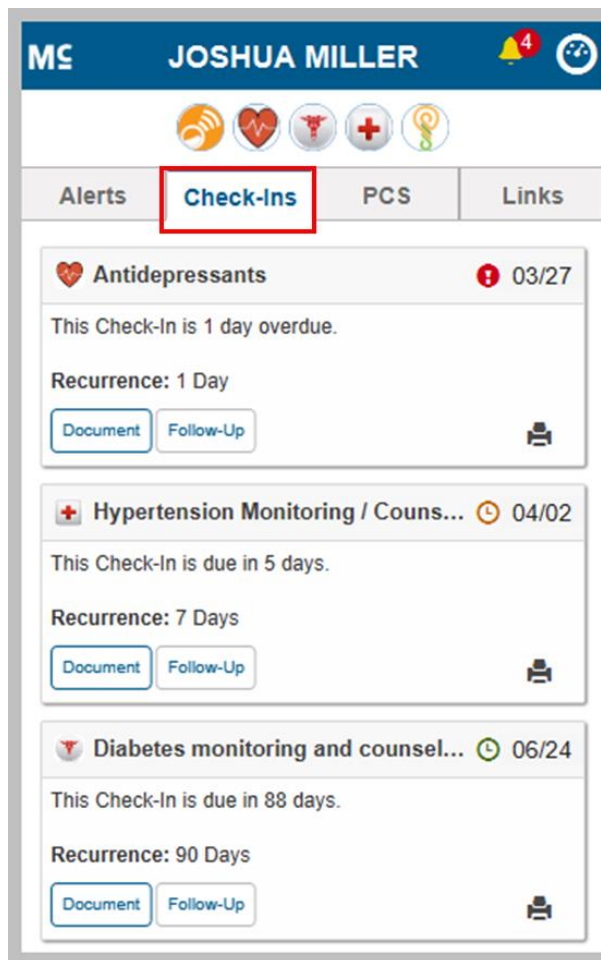 MC JOSHUA MILLER 4
Alerts Check-Ins PCS Links
Antidepressants 03/27
This Check-In is 1 day overdue.
Recurrence: 1 Day
Document Follow-Up
Hypertension Monitoring / Couns... 04/02
This Check-In is due in 5 days.
Recurrence: 7 Days
Document Follow-Up
Diabetes monitoring and counsel... 06/24
This Check-In is due in 88 days.
Recurrence: 90 Days
Document Follow-Up